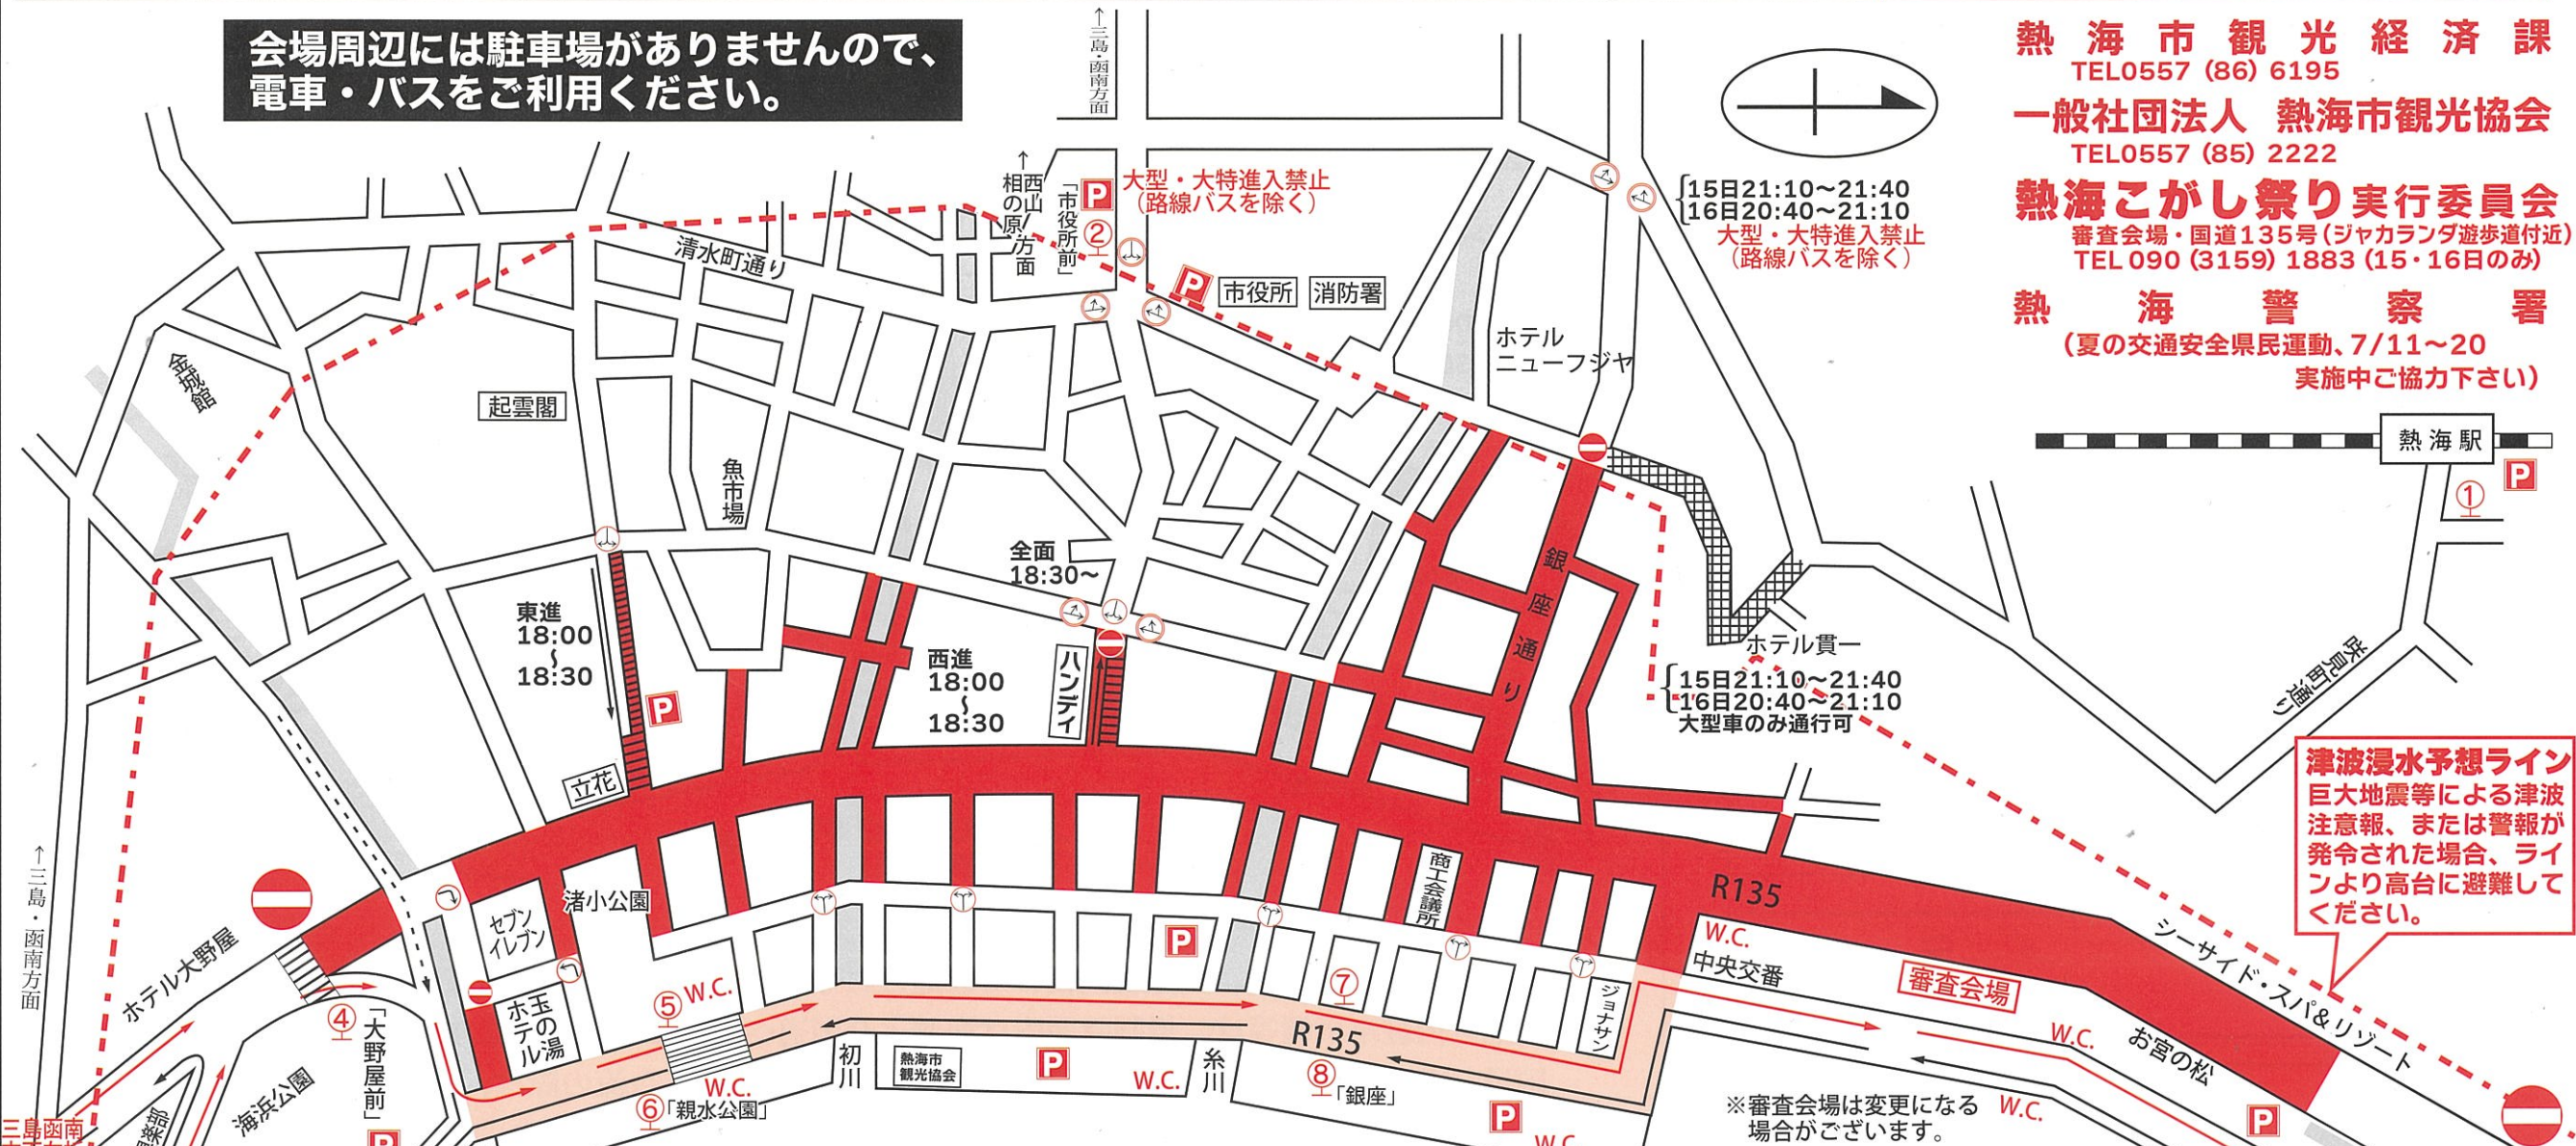 会場周辺には駐車場がありませんので、
電車・バスをご利用ください。
↑三島・函南方面
↑西山
相の原方面
「市役所前」
P
②
大型・大特進入禁止
（路線バスを除く）
15日21:10〜21:40
16日20:40〜21:10
大型・大特進入禁止
（路線バスを除く）
熱海市観光経済課
TEL0557（86）6195
一般社団法人 熱海市観光協会
TEL0557（85）2222
熱海こがし祭り実行委員会
審査会場・国道135号（ジャカランダ遊歩道付近）
TEL 090（3159）1883（15・16日のみ）
熱海警察署
（夏の交通安全県民運動、7/11〜20
実施中ご協力下さい）
清水町通り
P
市役所
消防署
ホテル
ニューフジヤ
金城館
起雲閣
魚市場
熱海駅
P
①
全面
18:30〜
銀座通り
東進
18:00
〜
18:30
西進
18:00
〜
18:30
ハンディ
P
立花
ホテル貫一
15日21:10〜21:40
16日20:40〜21:10
大型車のみ通行可
咲見町通り
津波浸水予想ライン
巨大地震等による津波
注意報、または警報が
発令された場合、ライ
ンより高台に避難して
ください。
↑三島・函南方面
ホテル大野屋
セブン
イレブン
渚小公園
商工会議所
R135
W.C.
中央交番
審査会場
シーサイド・スパ&リゾート
④
「大野屋前」
玉の湯
ホテル
⑤
W.C.
P
⑦
ジョナサン
W.C.
お宮の松
R135
初川
熱海市
観光協会
P
W.C.
糸川
⑧
「銀座」
W.C.
⑥
「親水公園」
海浜公園
三島函南
P
P
W.C.
※審査会場は変更になる
場合がございます。
W.C.
P